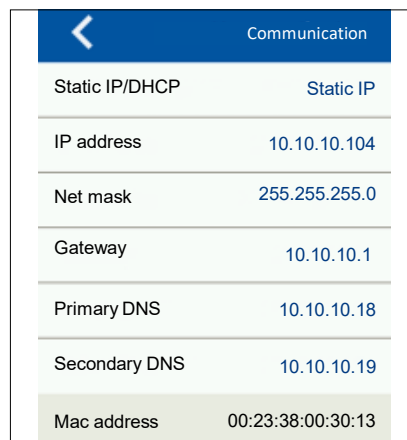 Communication
Static IP/DHCP Static IP
IP address 10.10.10.104
Net mask 255.255.255.0
Gateway 10.10.10.1
Primary DNS 10.10.10.18
Secondary DNS 10.10.10.19
Mac address 00:23:38:00:30:13